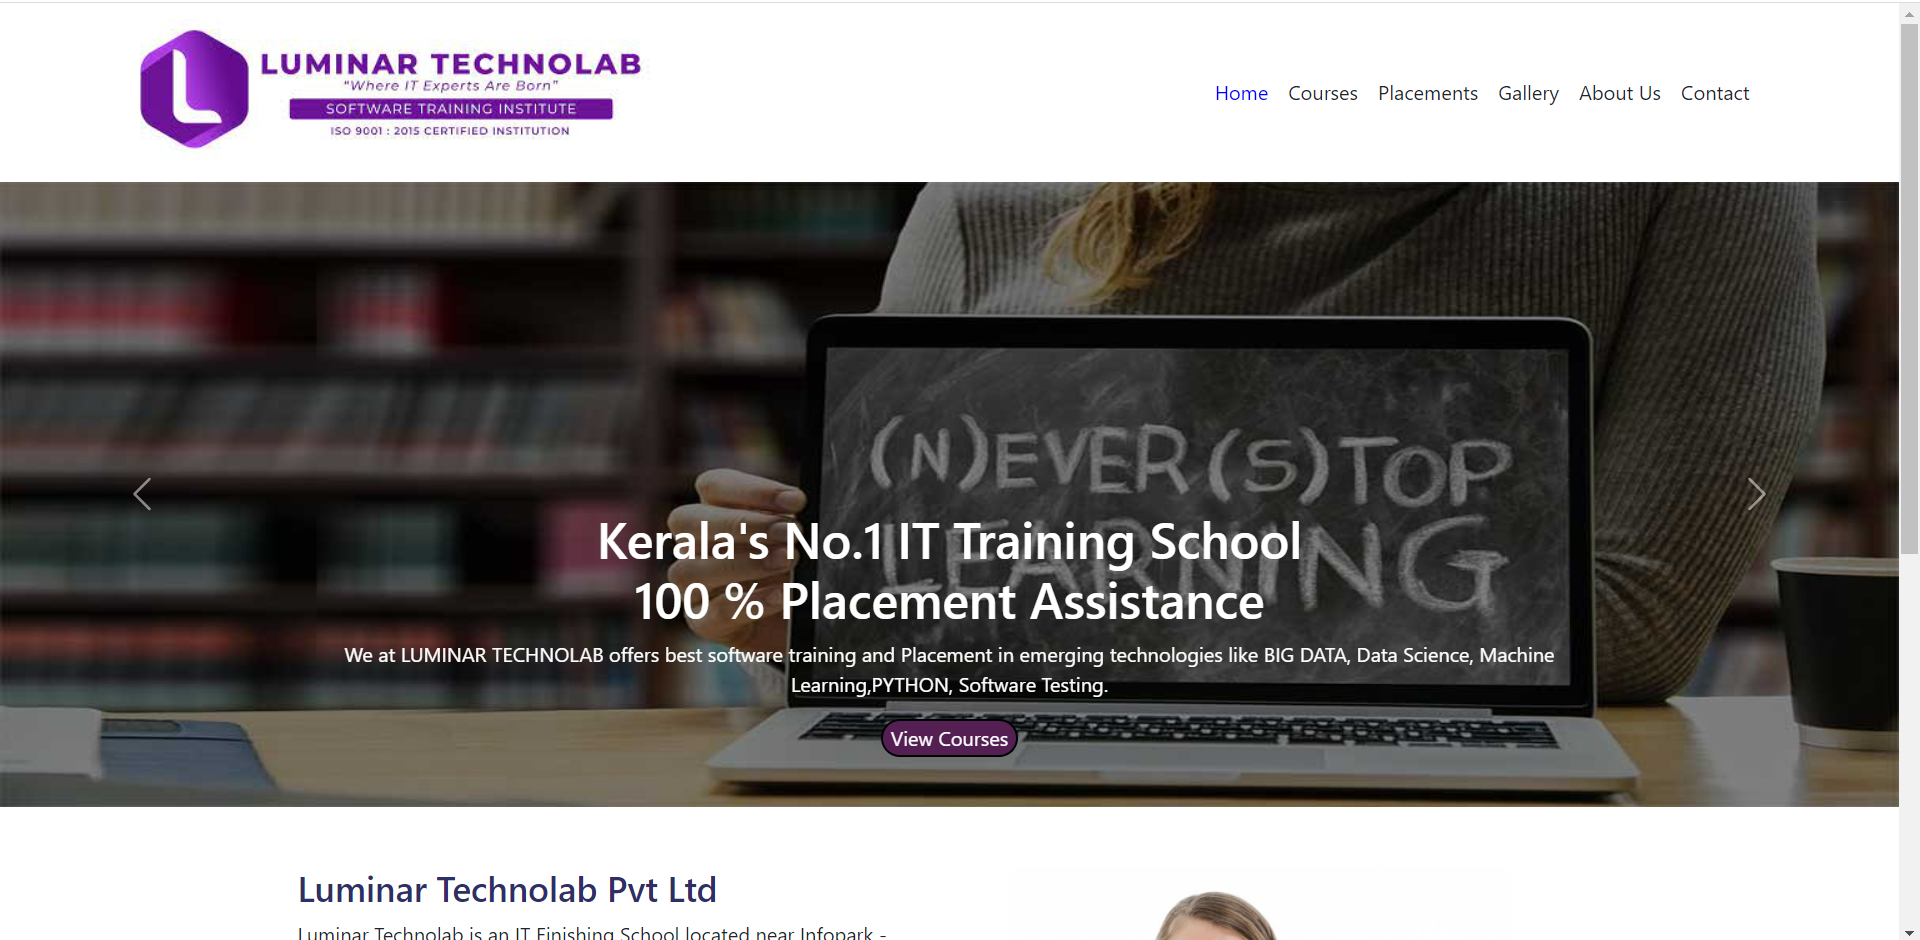 LUMINAR TECHNOLAB
"Where IT Experts Are Born"
SOFTWARE TRAINING INSTITUTE
ISO 9001 : 2015 CERTIFIED INSTITUTION
Home Courses Placements Gallery About Us Contact
(N)EVER (S)TOP
LEARNING
Kerala's No.1 IT Training School
100 % Placement Assistance
We at LUMINAR TECHNOLAB offers best software training and Placement in emerging technologies like BIG DATA, Data Science, Machine
Learning,PYTHON, Software Testing.
View Courses
Luminar Technolab Pvt Ltd
Luminar Technolab is an IT Finishing School located near Infopark -